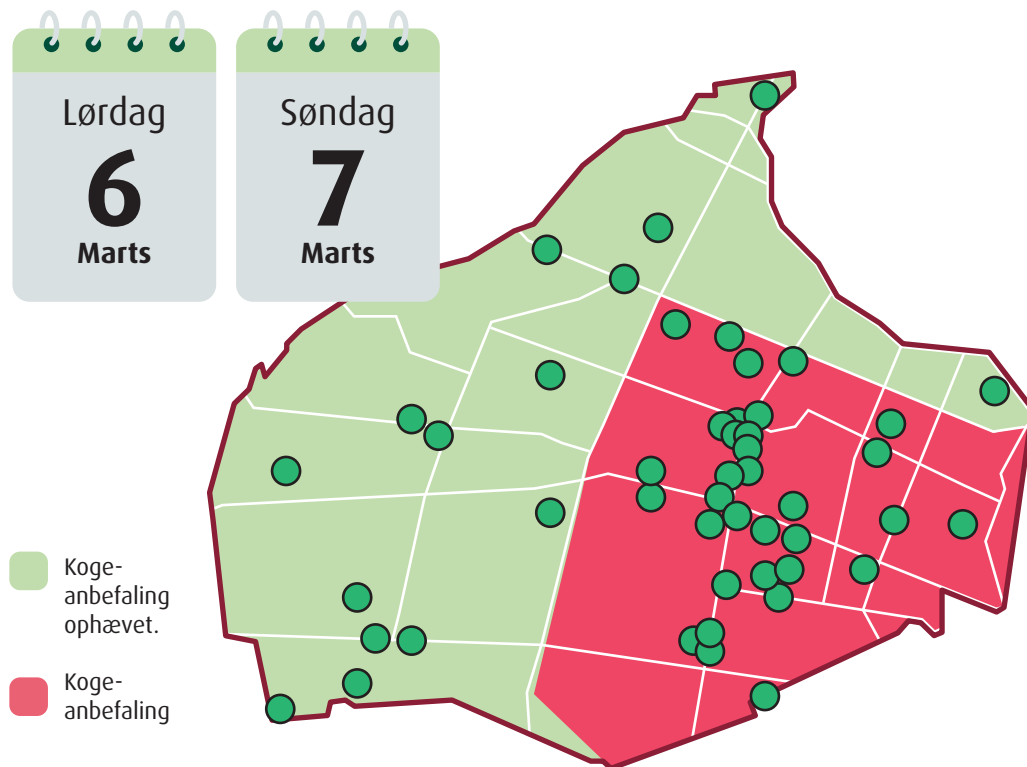 Lørdag
6
Marts
Søndag
7
Marts
Koge-
anbefaling
ophævet.
Koge-
anbefaling